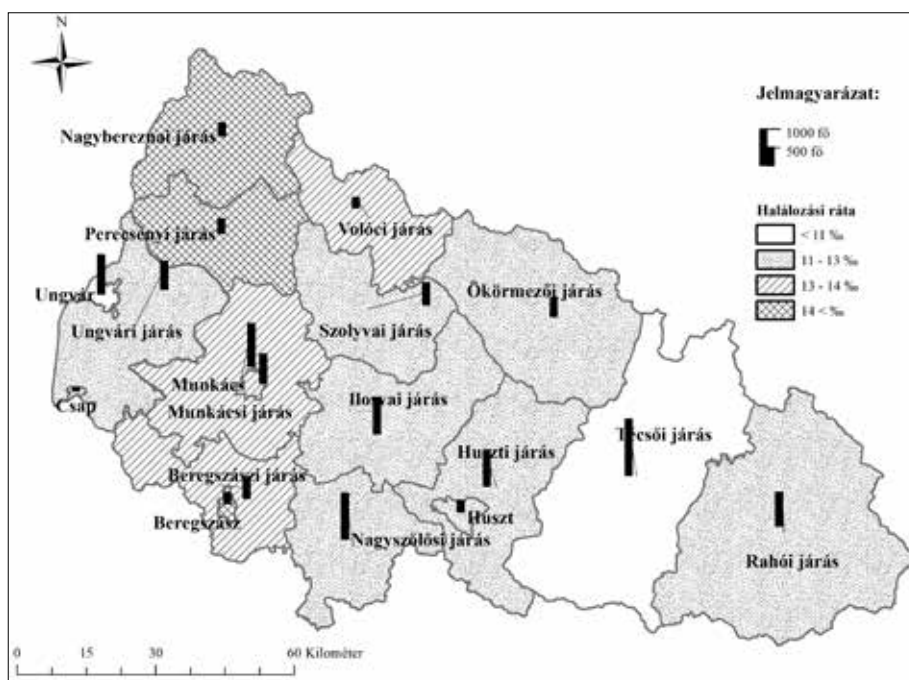 N
Jelmagyarázat:
1000 fő
500 fő
Halálozási ráta
< 11 ‰
11 - 13 ‰
13 - 14 ‰
14 < ‰
Nagybereznai járás
Volóci járás
Perecsényi járás
Ungvár
Ungvári járás
Szolyvai járás
Ökörmezői járás
Munkács
Munkácsi járás
Csap
Ilosvai járás
Huszti járás
Técsői járás
Beregszászi járás
Beregszász
Huszt
Nagyszőlősi járás
Rahói járás
0 15 30 60 Kilométer